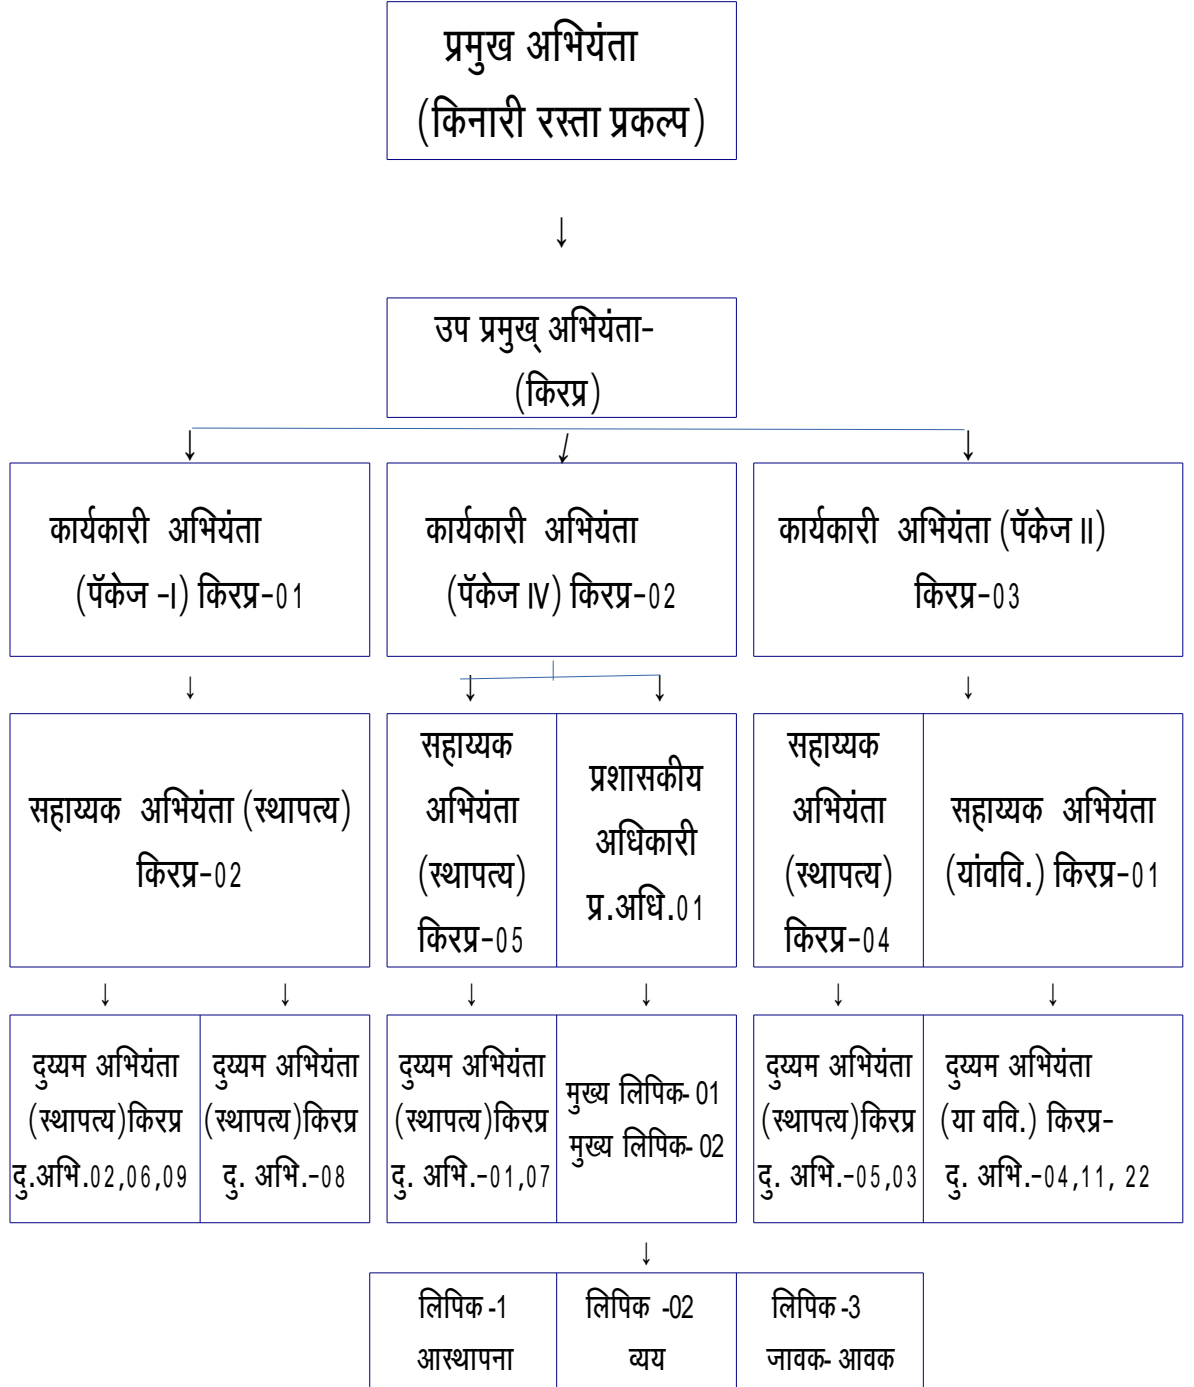 प्रमुख अभियंता
(किनारी रस्ता प्रकल्प)
↓
उप प्रमुख् अभियंता-
(किरप्र)
कार्यकारी अभियंता
(पॅकेज -I) किरप्र-01
कार्यकारी अभियंता
(पॅकेज IV) किरप्र-02
कार्यकारी अभियंता (पॅकेज II)
किरप्र-03
सहाय्यक अभियंता (स्थापत्य)
किरप्र-02
सहाय्यक
अभियंता
(स्थापत्य)
किरप्र-05
प्रशासकीय
अधिकारी
प्र.अधि.01
सहाय्यक
अभियंता
(स्थापत्य)
किरप्र-04
सहाय्यक अभियंता
(यांववि.) किरप्र-01
दुय्यम अभियंता
(स्थापत्य)किरप्र
दु.अभि.02,06,09
दुय्यम अभियंता
(स्थापत्य)किरप्र
दु. अभि.-08
दुय्यम अभियंता
(स्थापत्य)किरप्र
दु. अभि.-01,07
मुख्य लिपिक- 01
मुख्य लिपिक- 02
दुय्यम अभियंता
(स्थापत्य)किरप्र
दु. अभि.-05,03
दुय्यम अभियंता
(या ववि.) किरप्र-
दु. अभि.-04,11, 22
लिपिक -1
आस्थापना
लिपिक -02
व्यय
लिपिक -3
जावक- आवक